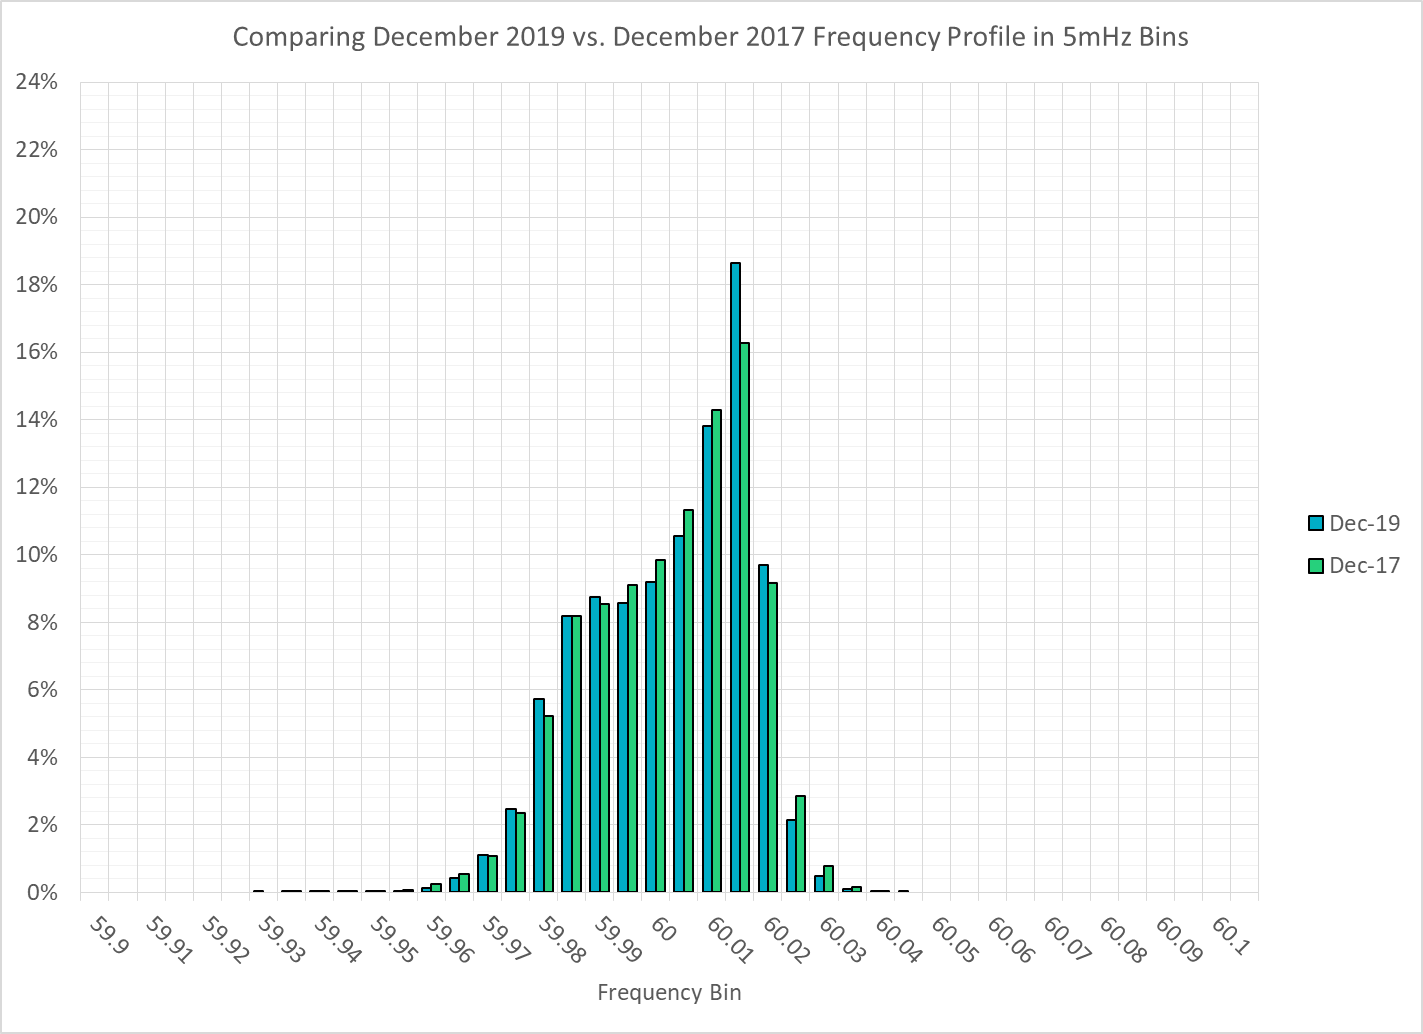 Comparing December 2019 vs. December 2017 Frequency Profile in 5mHz Bins
24%
22%
20%
18%
16%
14%
12%
10%
8%
6%
4%
2%
0%
Dec-19
Dec-17
59.9 59.91 59.92 59.93 59.94 59.95 59.96 59.97 59.98 59.99 60 60.01 60.02 60.03 60.04 60.05 60.06 60.07 60.08 60.09 60.1
Frequency Bin